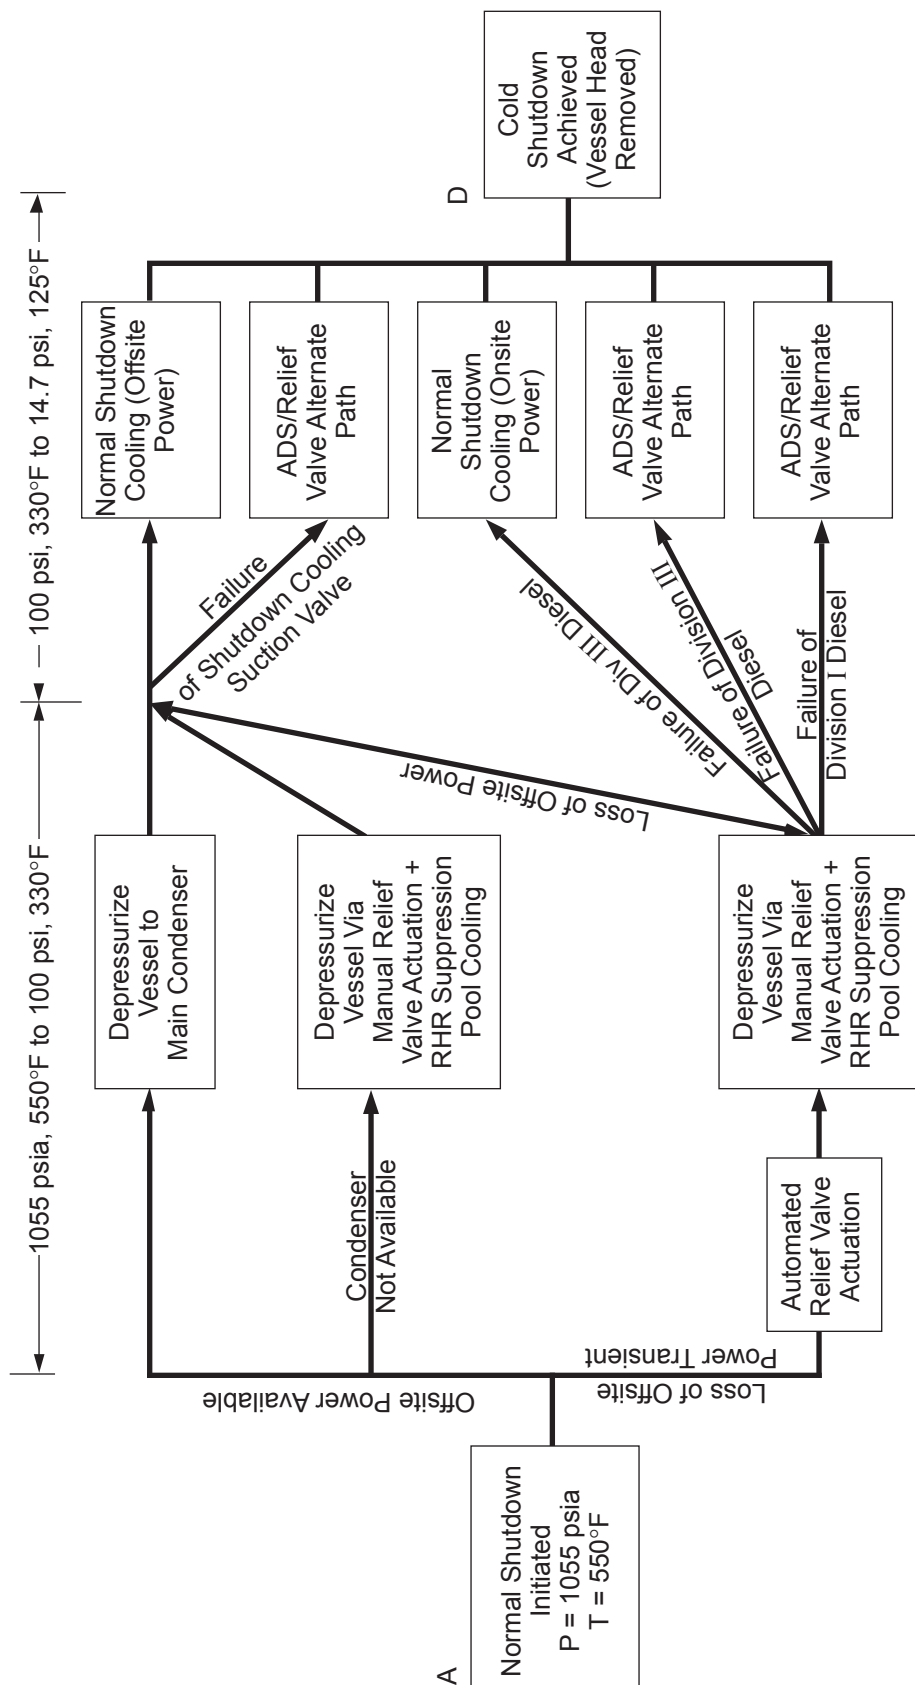 1055 psia, 550°F to 100 psi, 330°F
100 psi, 330°F to 14.7 psi, 125°F
A
Normal Shutdown
Initiated
P = 1055 psia
T = 550°F
Offsite Power Available
Loss of Offsite
Power Transient
Condenser
Not Available
Automated
Relief Valve
Actuation
Depressurize
Vessel to
Main Condenser
Depressurize
Vessel Via
Manual Relief
Valve Actuation +
RHR Suppression
Pool Cooling
Depressurize
Vessel Via
Manual Relief
Valve Actuation +
RHR Suppression
Pool Cooling
Loss of Offsite Power
Failure
of Shutdown Cooling
Suction Valve
Failure of Div III Diesel
Failure of Division III
Diesel
Failure of
Division I Diesel
Normal Shutdown
Cooling (Offsite
Power)
ADS/Relief
Valve Alternate
Path
Normal
Shutdown
Cooling (Onsite
Power)
ADS/Relief
Valve Alternate
Path
ADS/Relief
Valve Alternate
Path
D
Cold
Shutdown
Achieved
(Vessel Head
Removed)